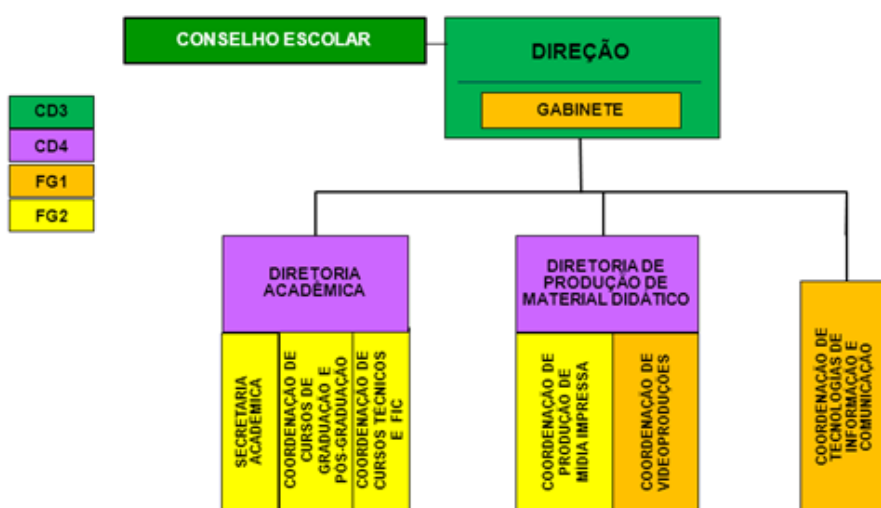 CONSELHO ESCOLAR
DIREÇÃO
GABINETE
CD3
CD4
FG1
FG2
DIRETORIA
ACADÊMICA
DIRETORIA DE
PRODUÇÃO DE
MATERIAL DIDÁTICO
SECRETARIA
ACADÊMICA
COORDENAÇÃO DE
CURSOS DE
GRADUAÇÃO E
PÓS-GRADUAÇÃO
COORDENAÇÃO DE
CURSOS TÉCNICOS
E FIC
COORDENAÇÃO DE
PRODUÇÃO DE
MÍDIA IMPRESSA
COORDENAÇÃO DE
VIDEOPRODUÇÕES
COORDENAÇÃO DE
TECNOLOGIAS DE
INFORMAÇÃO E
COMUNICAÇÃO